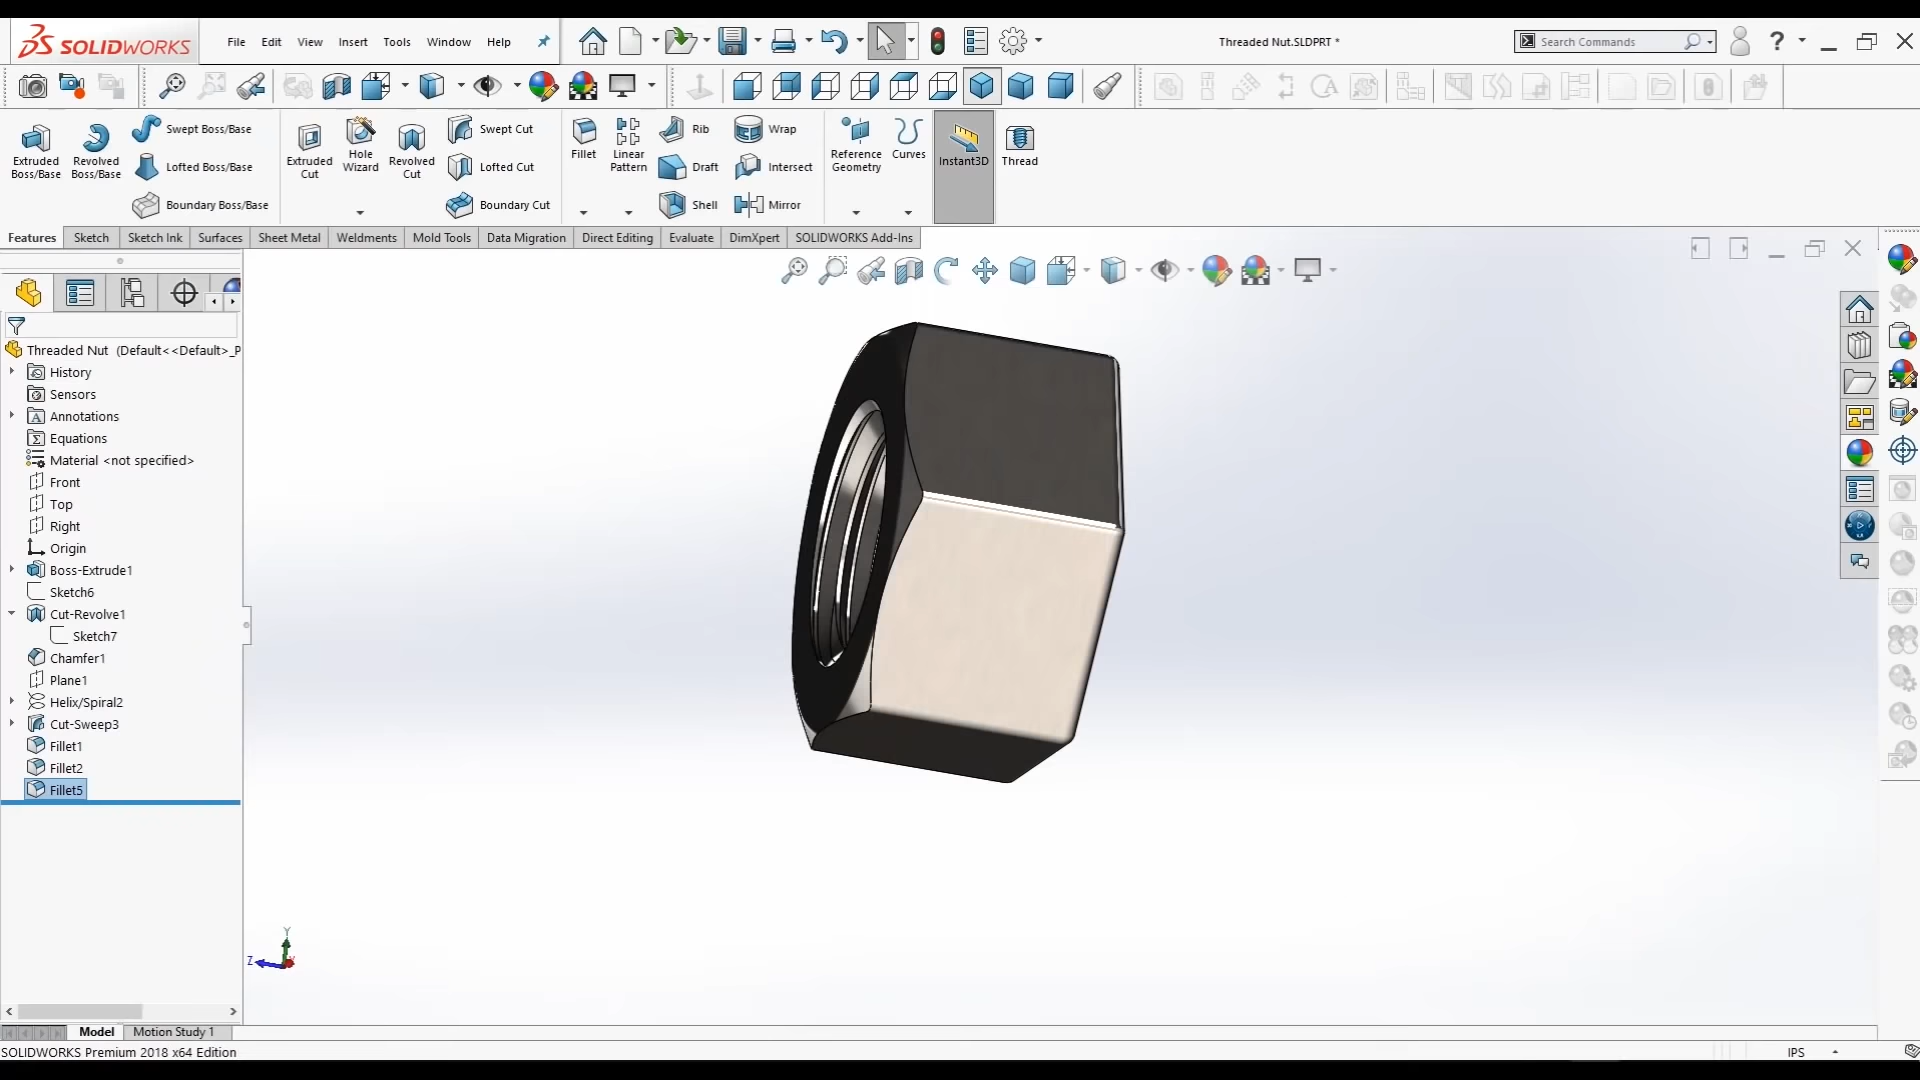 SOLIDWORKS File Edit View Insert Tools Window Help Threaded Nut.SLDPRT * Search Commands
Extruded Boss/Base
Revolved Boss/Base
Swept Boss/Base
Lofted Boss/Base
Boundary Boss/Base
Extruded Cut
Hole Wizard
Revolved Cut
Swept Cut
Lofted Cut
Boundary Cut
Fillet
Linear Pattern
Rib
Draft
Shell
Wrap
Intersect
Mirror
Reference Geometry
Curves
Instant3D
Thread
Features Sketch Sketch Ink Surfaces Sheet Metal Weldments Mold Tools Data Migration Direct Editing Evaluate DimXpert SOLIDWORKS Add-Ins
Threaded Nut (Default<<Default>_P
History
Sensors
Annotations
Equations
Material <not specified>
Front
Top
Right
Origin
Boss-Extrude1
Sketch6
Cut-Revolve1
Sketch7
Chamfer1
Plane1
Helix/Spiral2
Cut-Sweep3
Fillet1
Fillet2
Fillet5
Y
Z
Model Motion Study 1
SOLIDWORKS Premium 2018 x64 Edition IPS